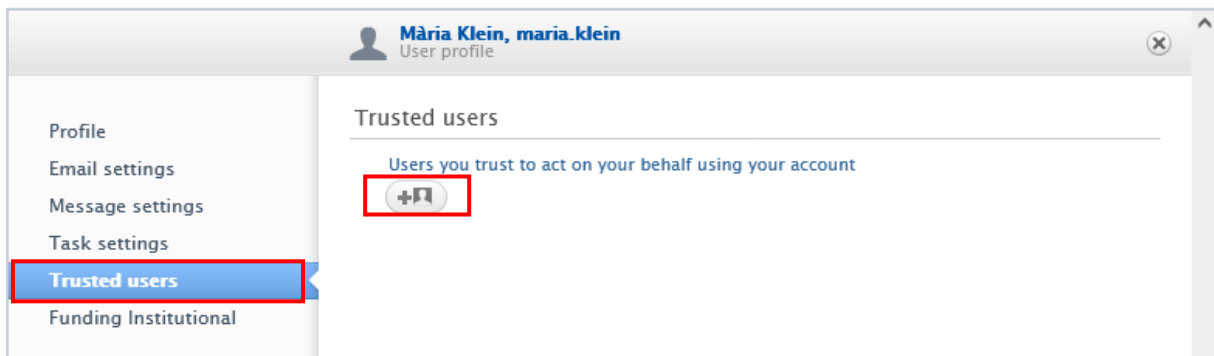 Mària Klein, maria.klein
User profile
Profile
Email settings
Message settings
Task settings
Trusted users
Funding Institutional
Trusted users
Users you trust to act on your behalf using your account